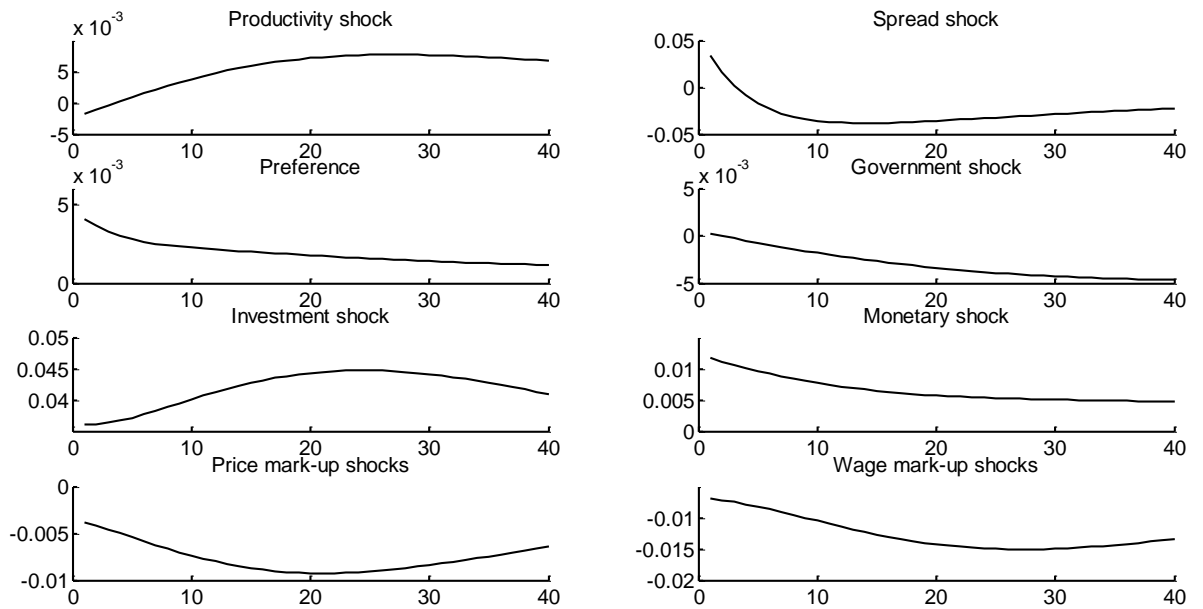 Productivity shock
x 10^-3
5
0
-5
0 10 20 30 40
Spread shock
0.05
0
-0.05
0 10 20 30 40
Preference
x 10^-3
5
0
0 10 20 30 40
Government shock
x 10^-3
5
0
-5
0 10 20 30 40
Investment shock
0.05
0.045
0.04
0 10 20 30 40
Monetary shock
0.01
0.005
0
0 10 20 30 40
Price mark-up shocks
0
-0.005
-0.01
0 10 20 30 40
Wage mark-up shocks
-0.01
-0.015
-0.02
0 10 20 30 40